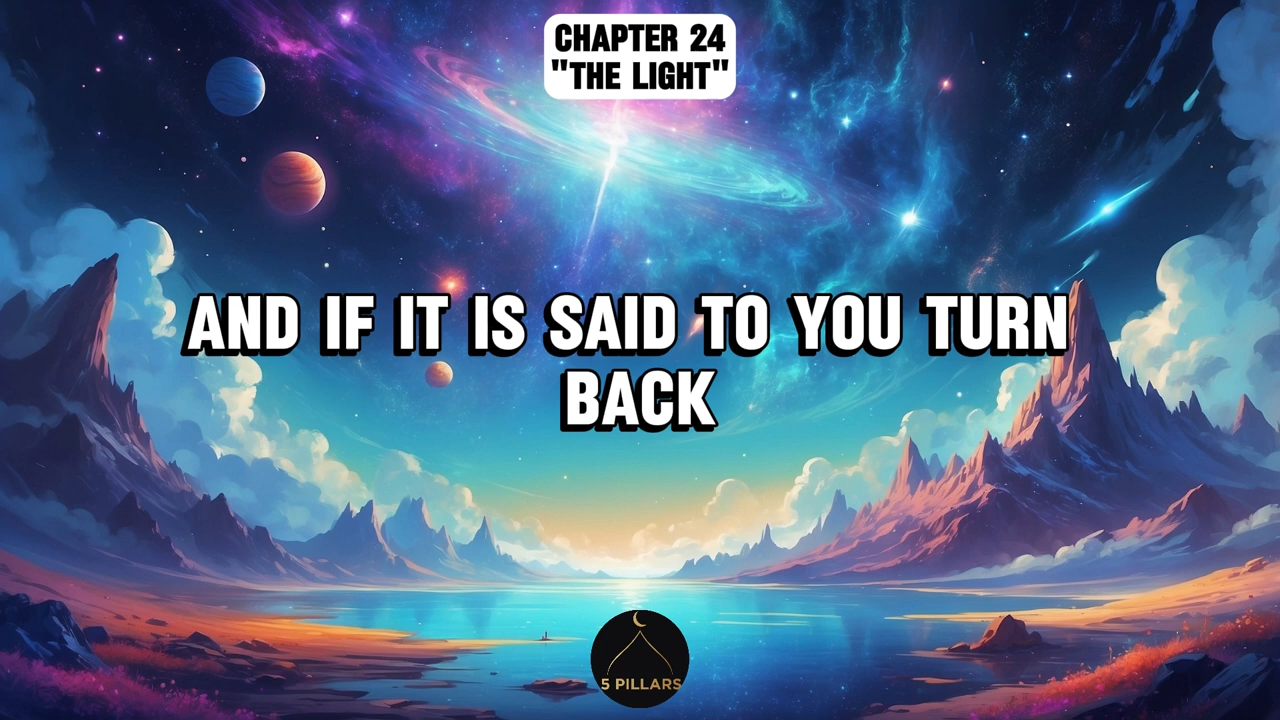 CHAPTER 24
"THE LIGHT"
AND IF IT IS SAID TO YOU TURN
BACK
5 PILLARS